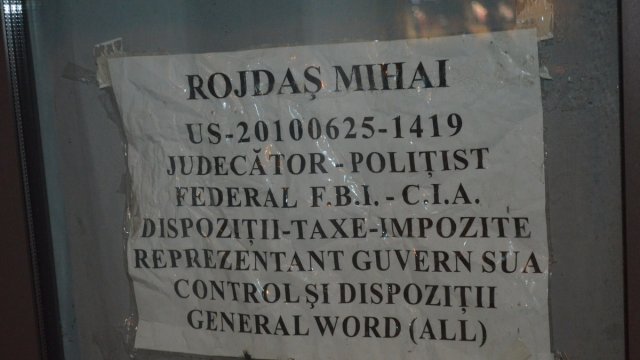 ROJDAŞ MIHAI
US-20100625-1419
JUDECĂTOR-POLIŢIST
FEDERAL F.B.I.-C.I.A.
DISPOZIŢII-TAXE-IMPOZITE
REPREZENTANT GUVERN SUA
CONTROL ŞI DISPOZIŢII
GENERAL WORD (ALL)